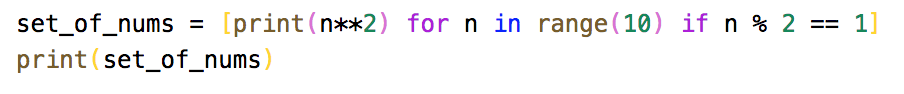 set_of_nums = [print(n**2) for n in range(10) if n % 2 == 1]
print(set_of_nums)